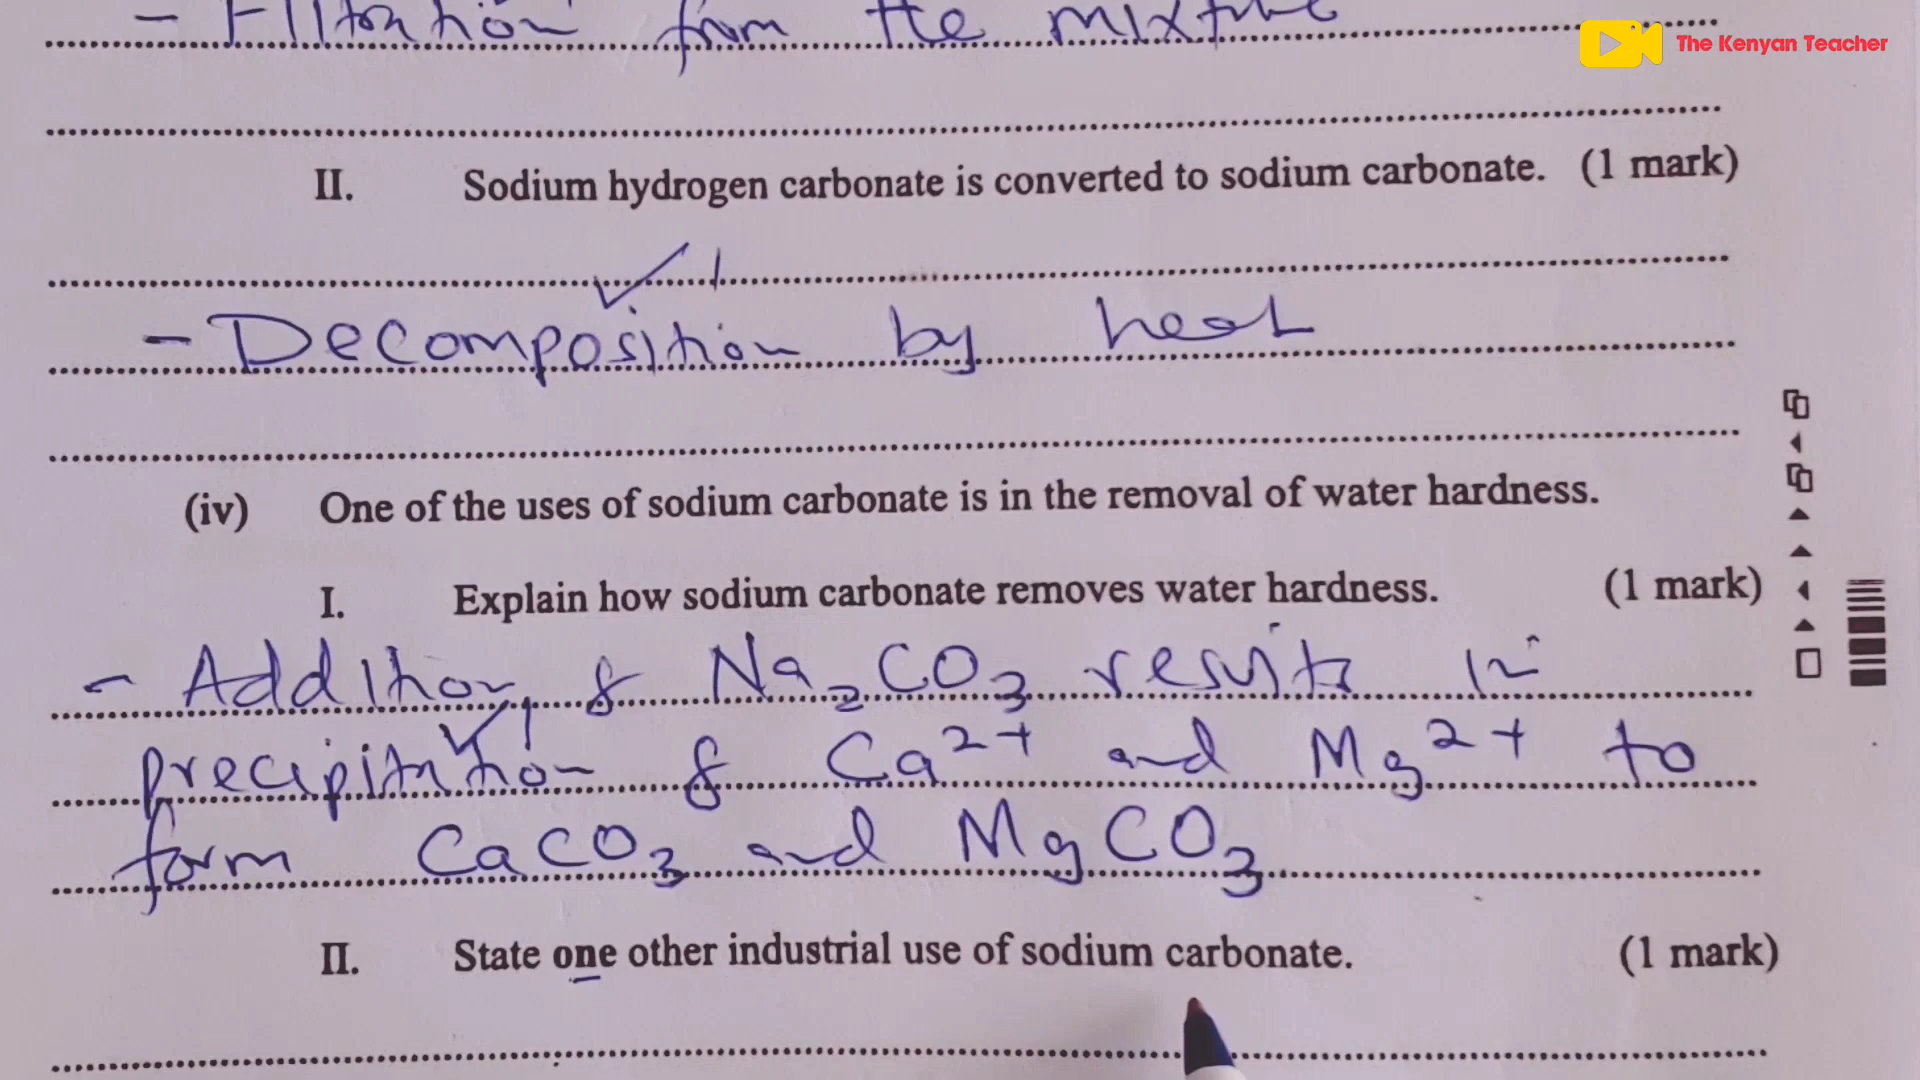 - Filtration from the mixture
The Kenyan Teacher
II. Sodium hydrogen carbonate is converted to sodium carbonate. (1 mark)
✓1
- Decomposition by heat
(iv) One of the uses of sodium carbonate is in the removal of water hardness.
I. Explain how sodium carbonate removes water hardness. (1 mark)
- Addition of Na₂CO₃ results in
✓1
precipitation of Ca²⁺ and Mg²⁺ to
form CaCO₃ and MgCO₃
II. State one other industrial use of sodium carbonate. (1 mark)